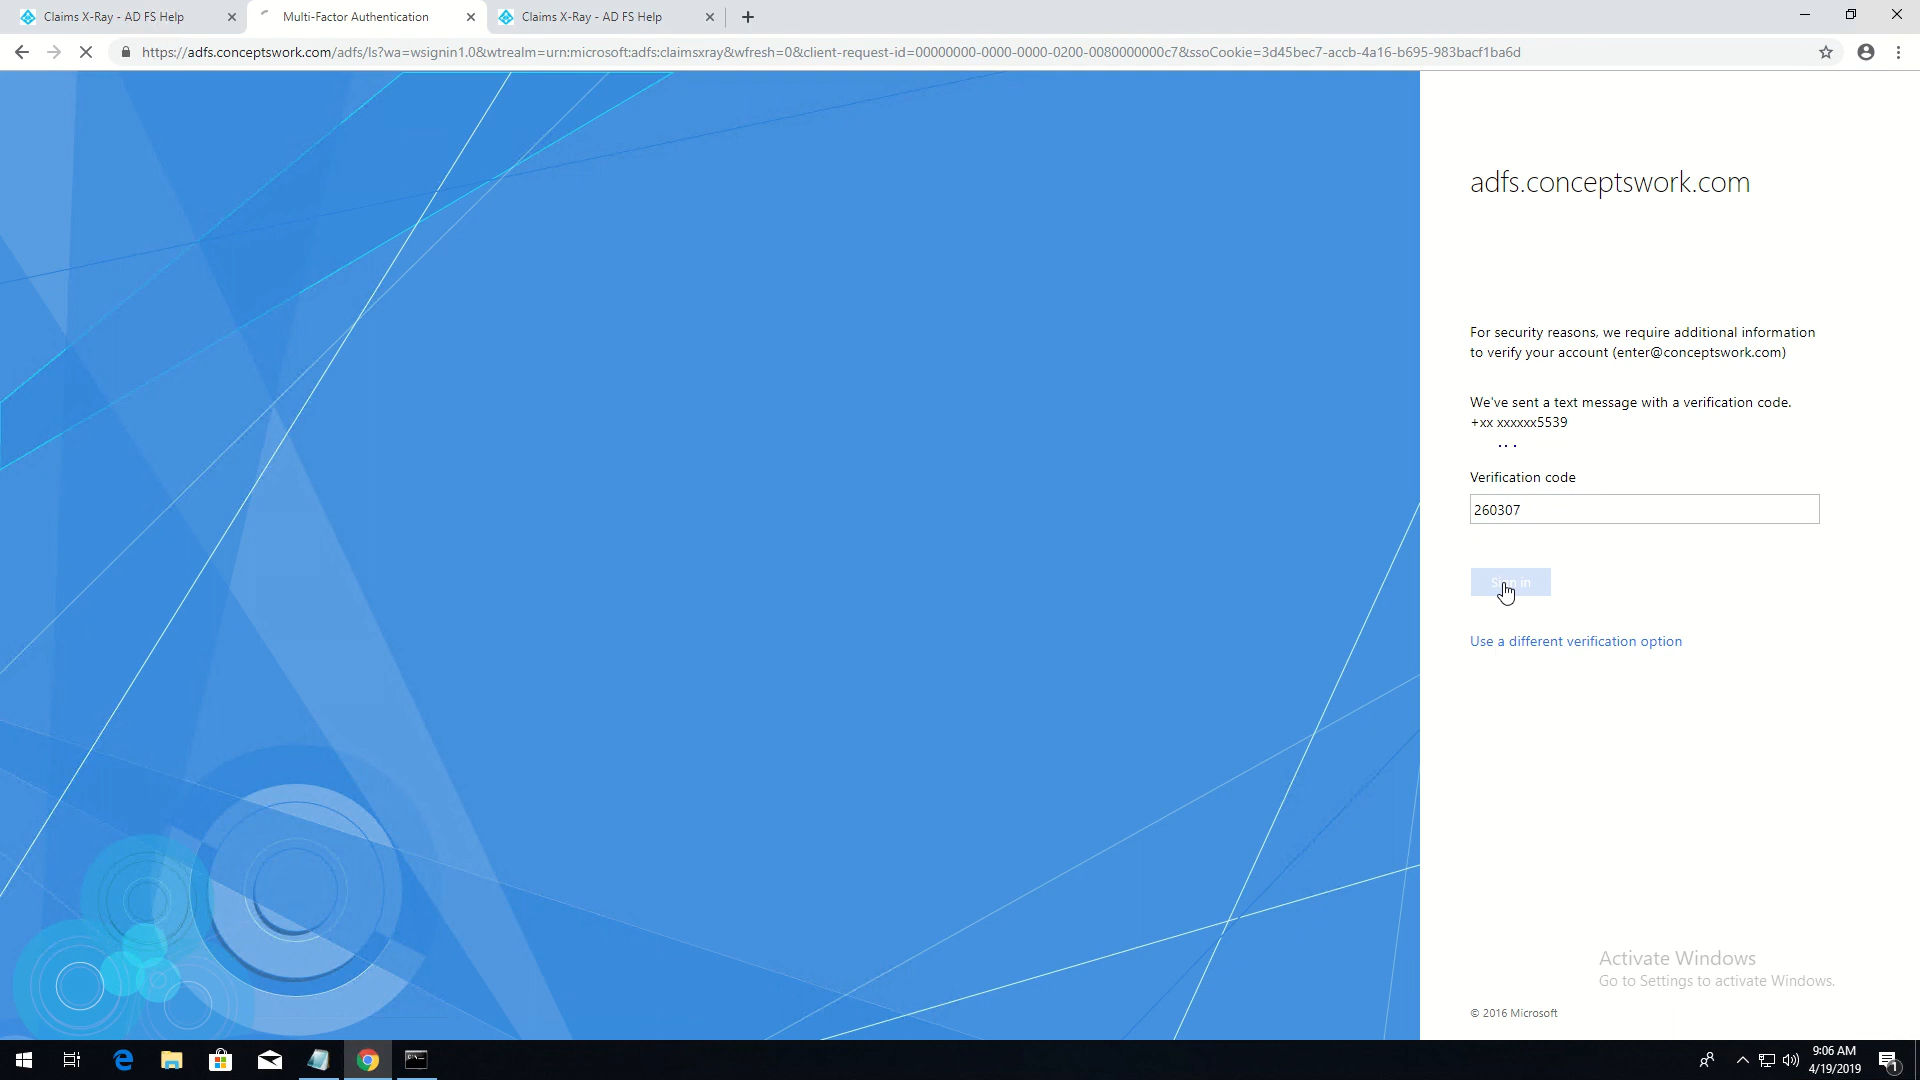 Claims X-Ray - AD FS Help
Multi-Factor Authentication
Claims X-Ray - AD FS Help
https://adfs.conceptswork.com/adfs/ls?wa=wsignin1.0&wtrealm=urn:microsoft:adfs:claimsxray&wfresh=0&client-request-id=00000000-0000-0000-0200-0080000000c7&ssoCookie=3d45bec7-accb-4a16-b695-983bacf1ba6d
adfs.conceptswork.com
For security reasons, we require additional information
to verify your account (enter@conceptswork.com)
We've sent a text message with a verification code.
+xx xxxxxx5539
Verification code
260307
Sign in
Use a different verification option
Activate Windows
Go to Settings to activate Windows.
© 2016 Microsoft
9:06 AM
4/19/2019
1